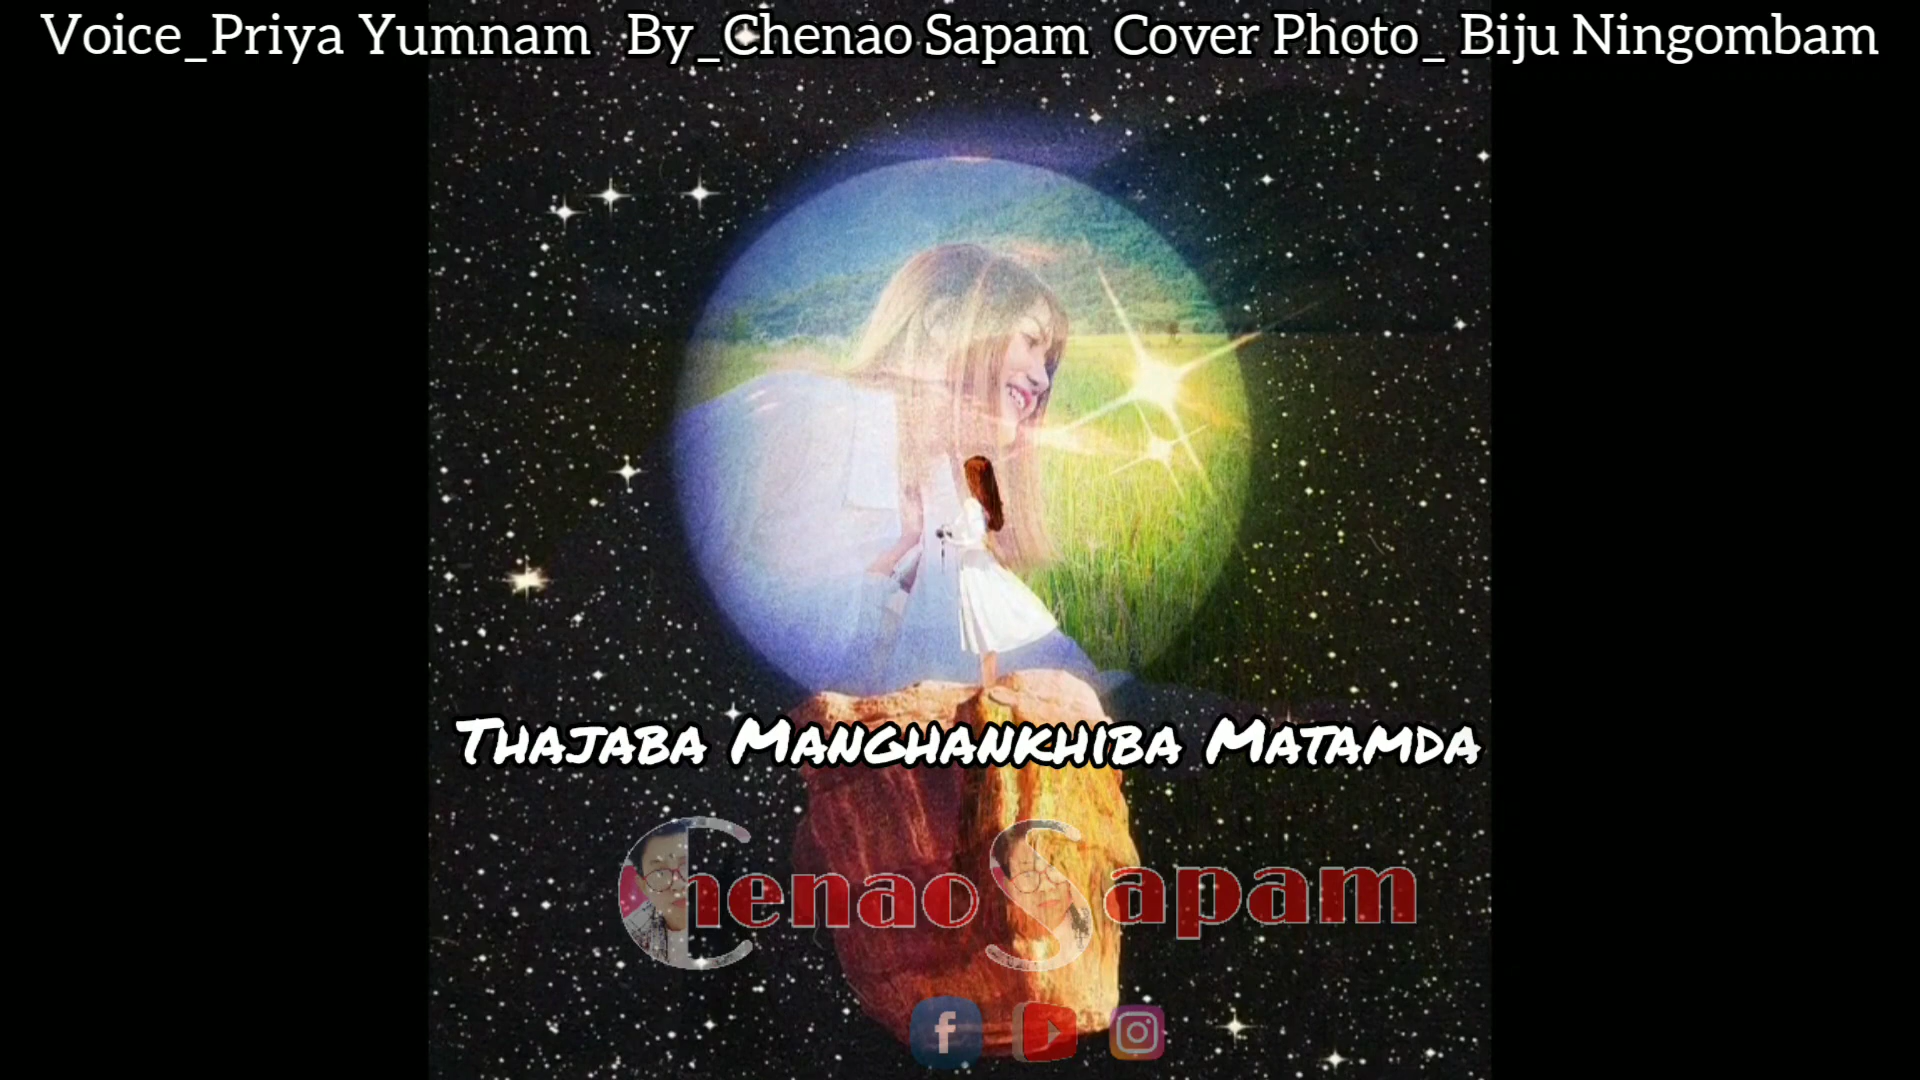 Voice_Priya Yumnam By_Chenao Sapam Cover Photo_ Biju Ningombam
Thajaba Manghankhiba Matamda
Chenao Sapam
f